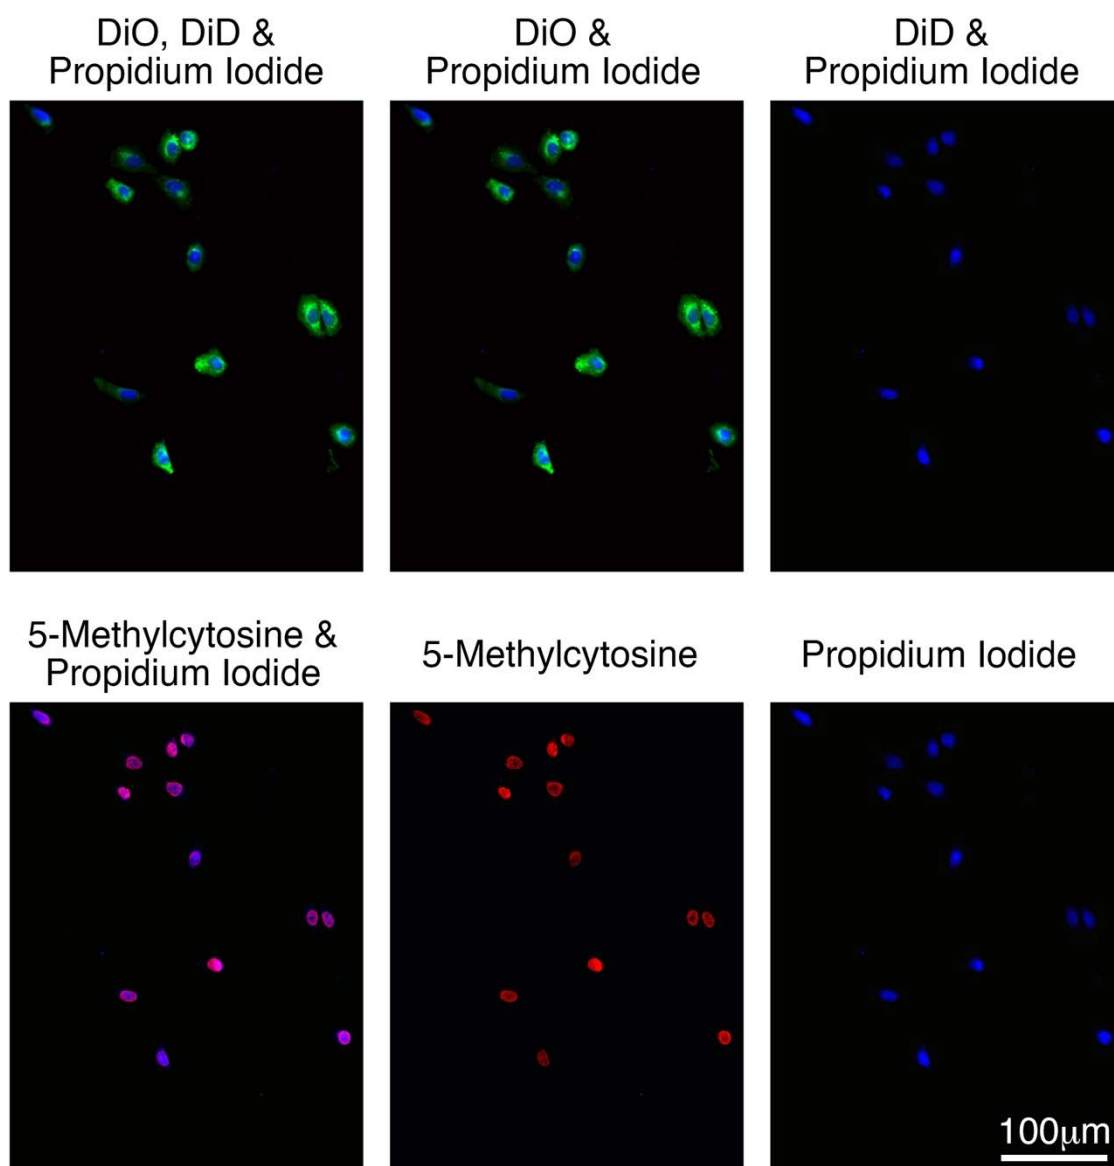 DiO, DiD &
Propidium Iodide
DiO &
Propidium Iodide
DiD &
Propidium Iodide
5-Methylcytosine &
Propidium Iodide
5-Methylcytosine
Propidium Iodide
100μm